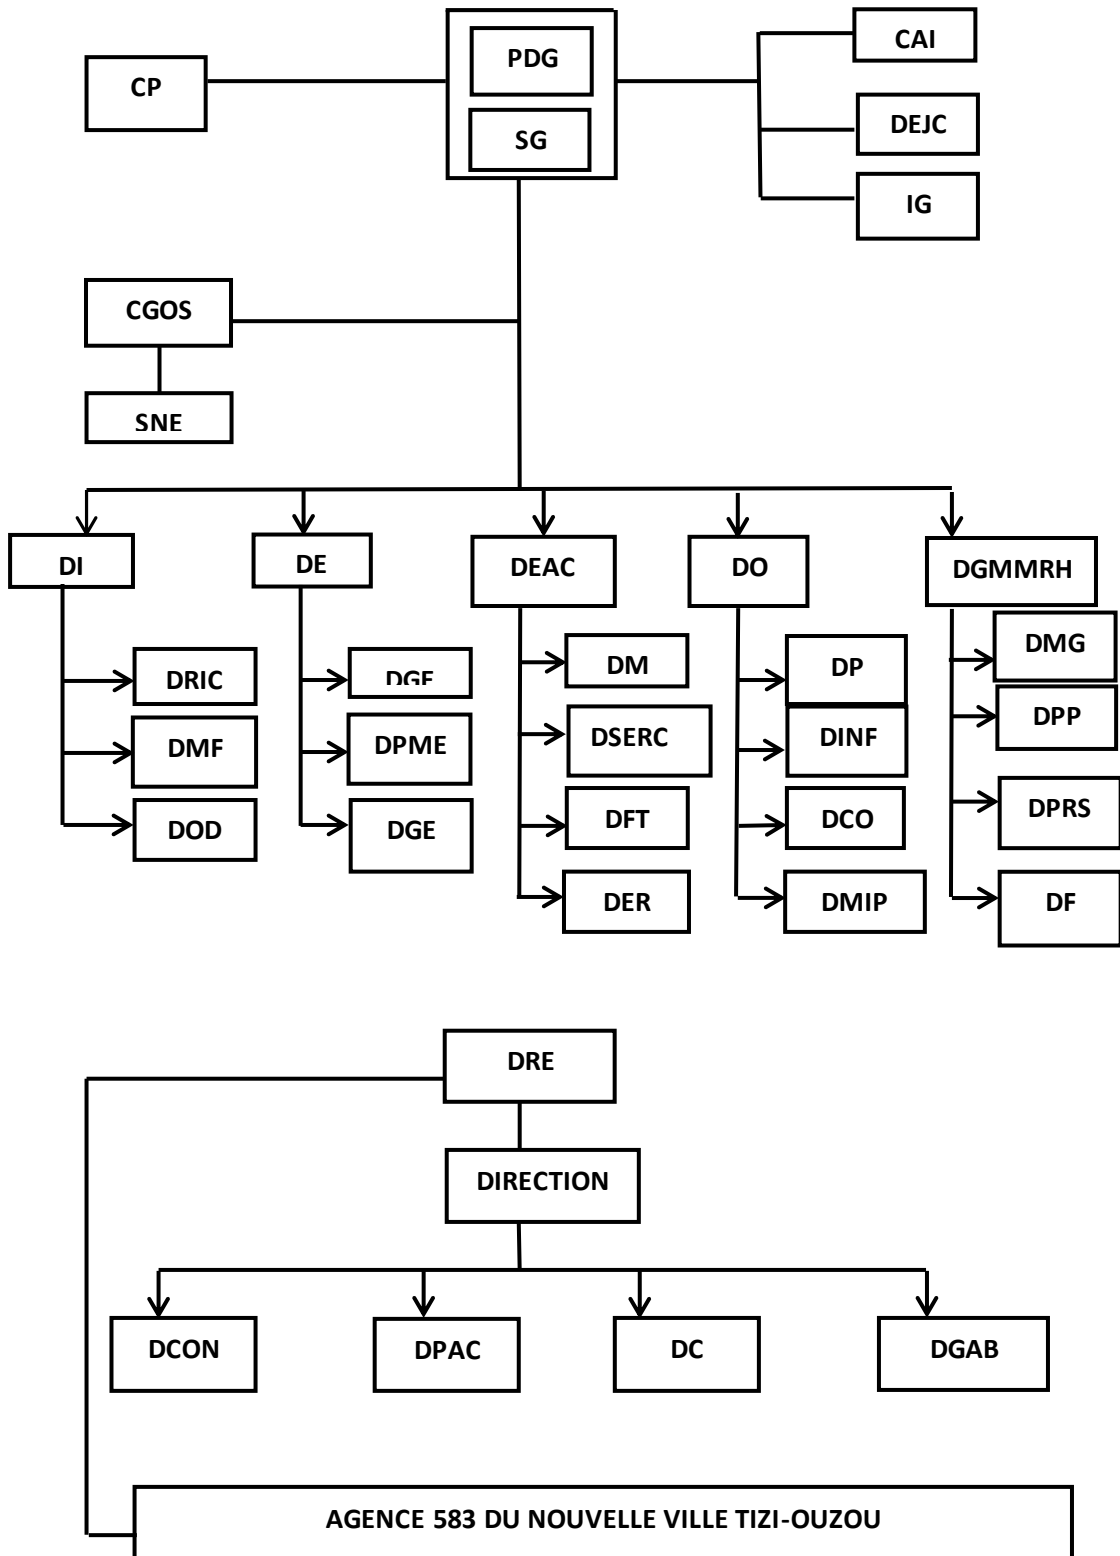 PDG
SG
CP
CAI
DEJC
IG
CGOS
SNE
DI
DE
DEAC
DO
DGMMRH
DRIC
DMF
DOD
DGF
DPME
DGE
DM
DSERC
DFT
DER
DP
DINF
DCO
DMIP
DMG
DPP
DPRS
DF
DRE
DIRECTION
DCON
DPAC
DC
DGAB
AGENCE 583 DU NOUVELLE VILLE TIZI-OUZOU